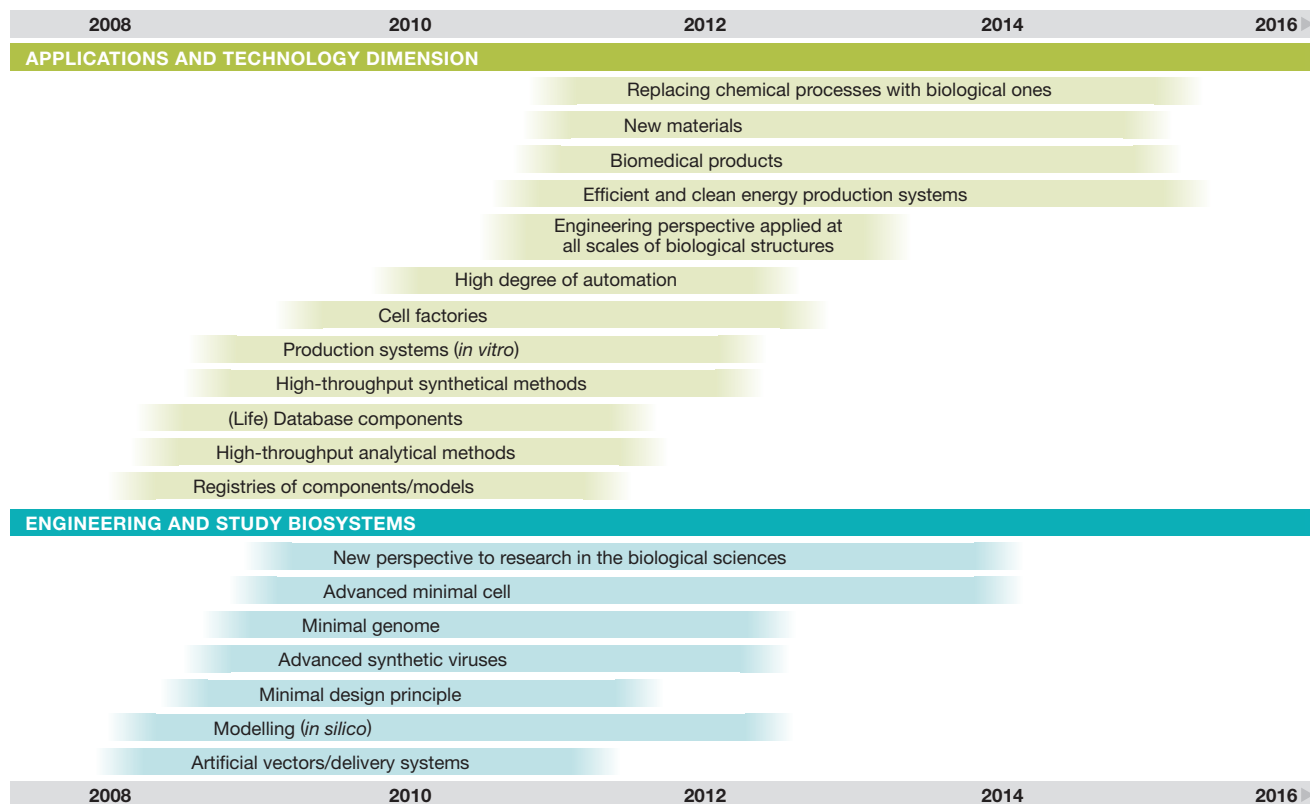 2008 2010 2012 2014 2016
APPLICATIONS AND TECHNOLOGY DIMENSION
Replacing chemical processes with biological ones
New materials
Biomedical products
Efficient and clean energy production systems
Engineering perspective applied at
all scales of biological structures
High degree of automation
Cell factories
Production systems (in vitro)
High-throughput synthetical methods
(Life) Database components
High-throughput analytical methods
Registries of components/models
ENGINEERING AND STUDY BIOSYSTEMS
New perspective to research in the biological sciences
Advanced minimal cell
Minimal genome
Advanced synthetic viruses
Minimal design principle
Modelling (in silico)
Artificial vectors/delivery systems
2008 2010 2012 2014 2016